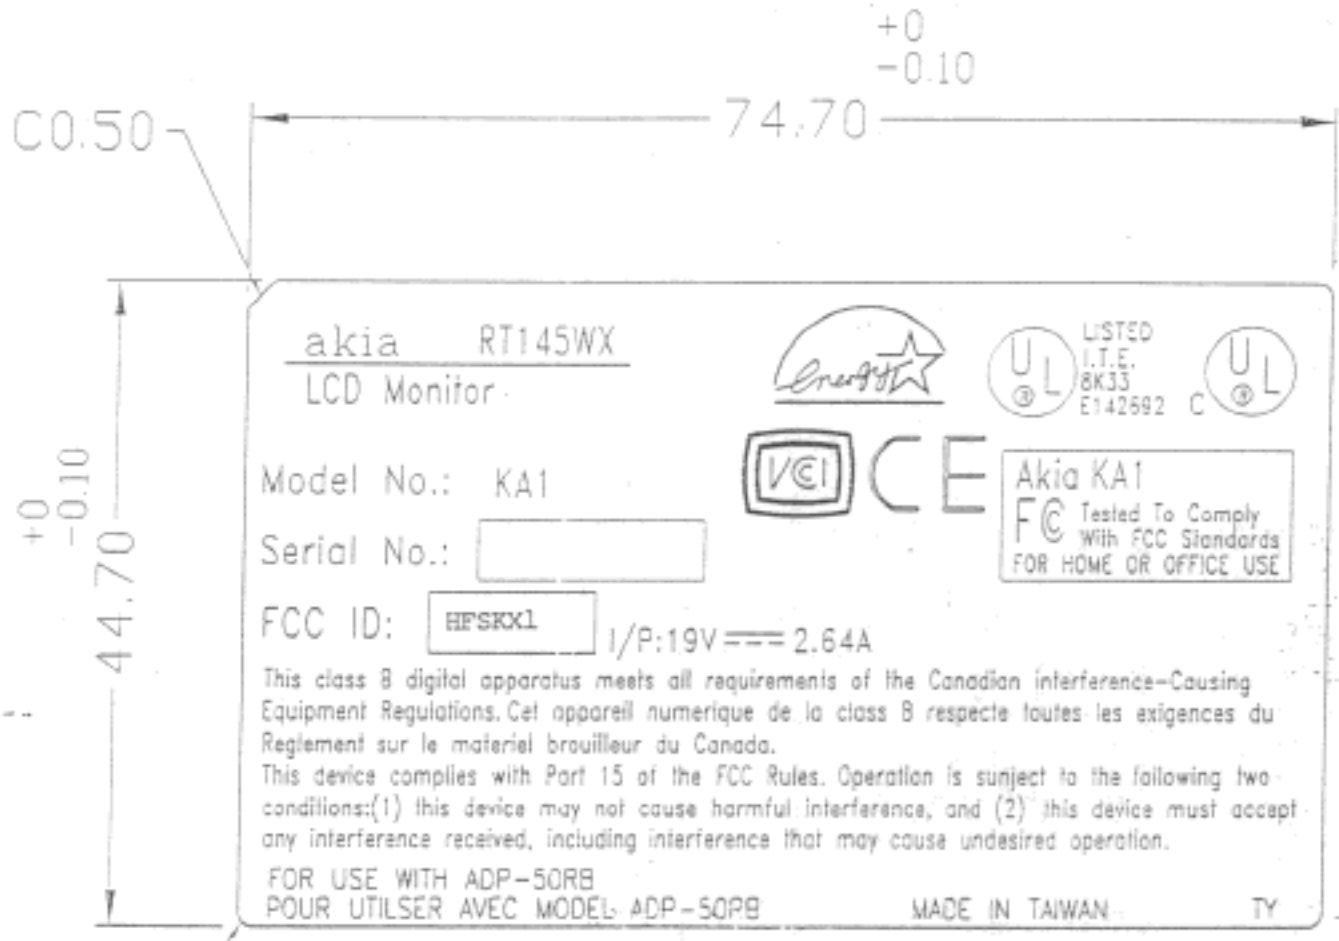 +0
-0.10
74.70
C0.50
+0
-0.10
44.70
akia RT145WX
LCD Monitor
energy
UL ®
LISTED
I.T.E.
8K33
E142692
C UL ®
Model No.: KA1
VCI
CE
Akia KA1
FC Tested To Comply
With FCC Standards
FOR HOME OR OFFICE USE
Serial No.:
FCC ID: HFSKX1
I/P:19V 2.64A
This class B digital apparatus meets all requirements of the Canadian interference-Causing
Equipment Regulations. Cet appareil numerique de la class B respecte toutes les exigences du
Reglement sur le materiel brouilleur du Canada.
This device complies with Part 15 of the FCC Rules. Operation is sunject to the following two
conditions:(1) this device may not cause harmful interference, and (2) this device must accept
any interference received, including interference that may cause undesired operation.
FOR USE WITH ADP-50RB
POUR UTILSER AVEC MODEL ADP-50RB
MADE IN TAIWAN TY